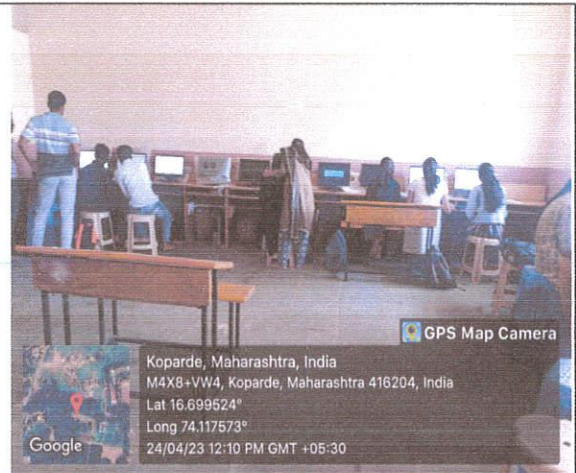 GPS Map Camera
Koparde, Maharashtra, India
M4X8+VW4, Koparde, Maharashtra 416204, India
Lat 16.699524°
Long 74.117573°
24/04/23 12:10 PM GMT +05:30
Google